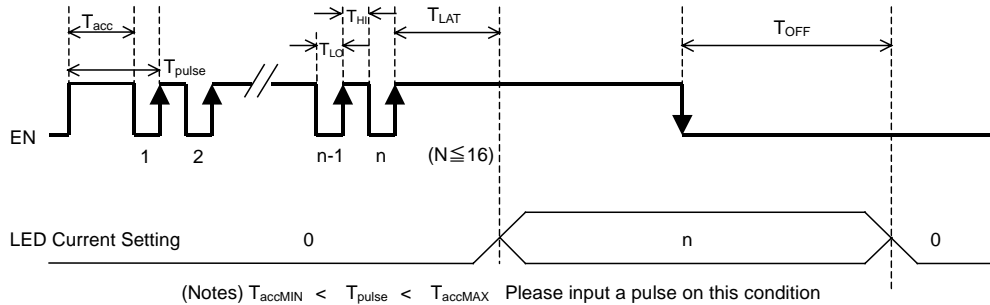 Tacc
THI
TLAT
TOFF
TLO
Tpulse
EN
1 2 n-1 n (N≦16)
LED Current Setting 0 n 0
(Notes) TaccMIN < Tpulse < TaccMAX Please input a pulse on this condition